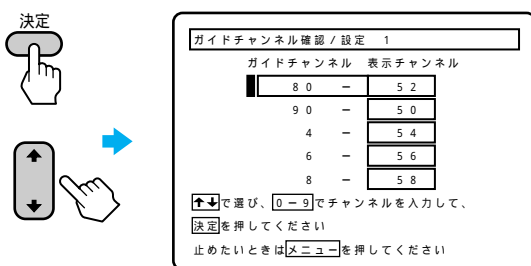 決定
ガイドチャンネル確認/設定 1
ガイドチャンネル 表示チャンネル
80 − 52
90 − 50
4 − 54
6 − 56
8 − 58
↑↓で選び、0−9でチャンネルを入力して、
決定を押してください
止めたいときはメニューを押してください